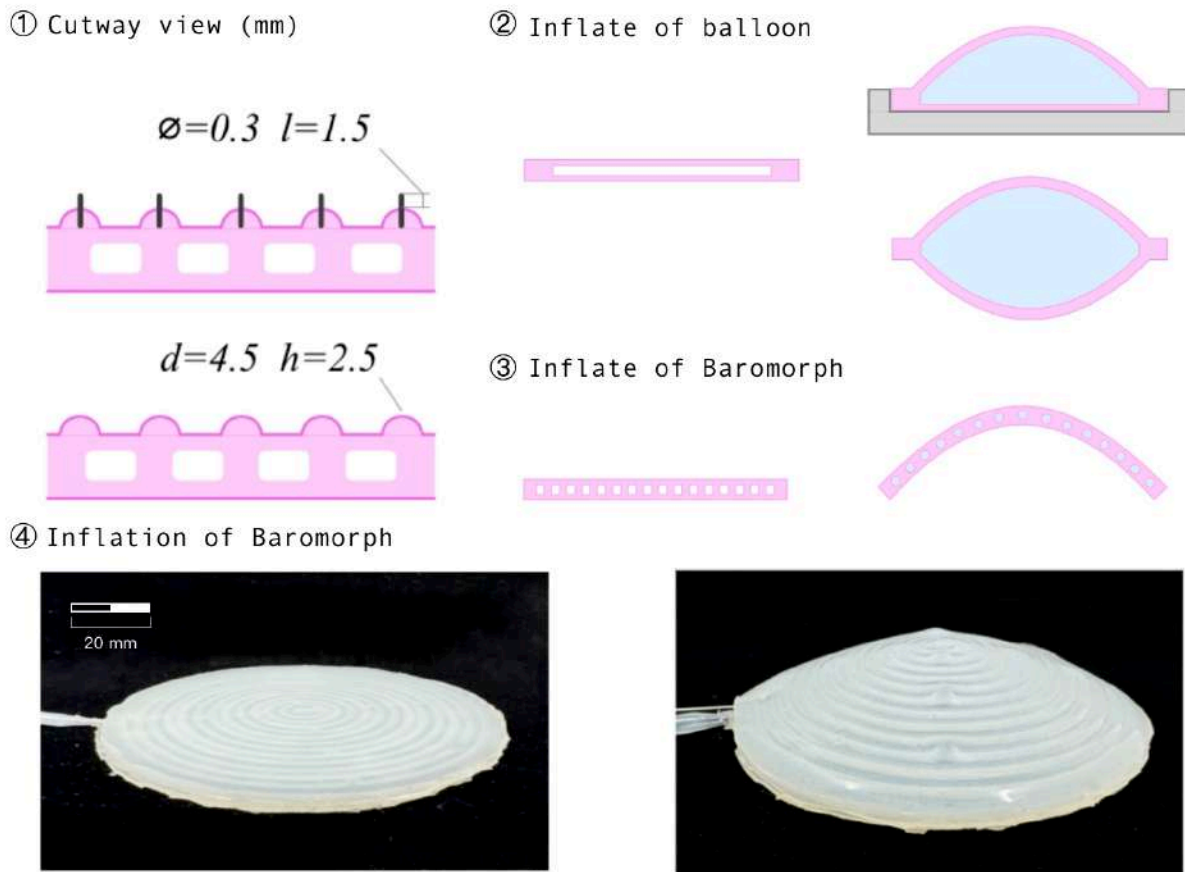 ① Cutway view (mm)
② Inflate of balloon
⌀=0.3 l=1.5
d=4.5 h=2.5
③ Inflate of Baromorph
④ Inflation of Baromorph
20 mm